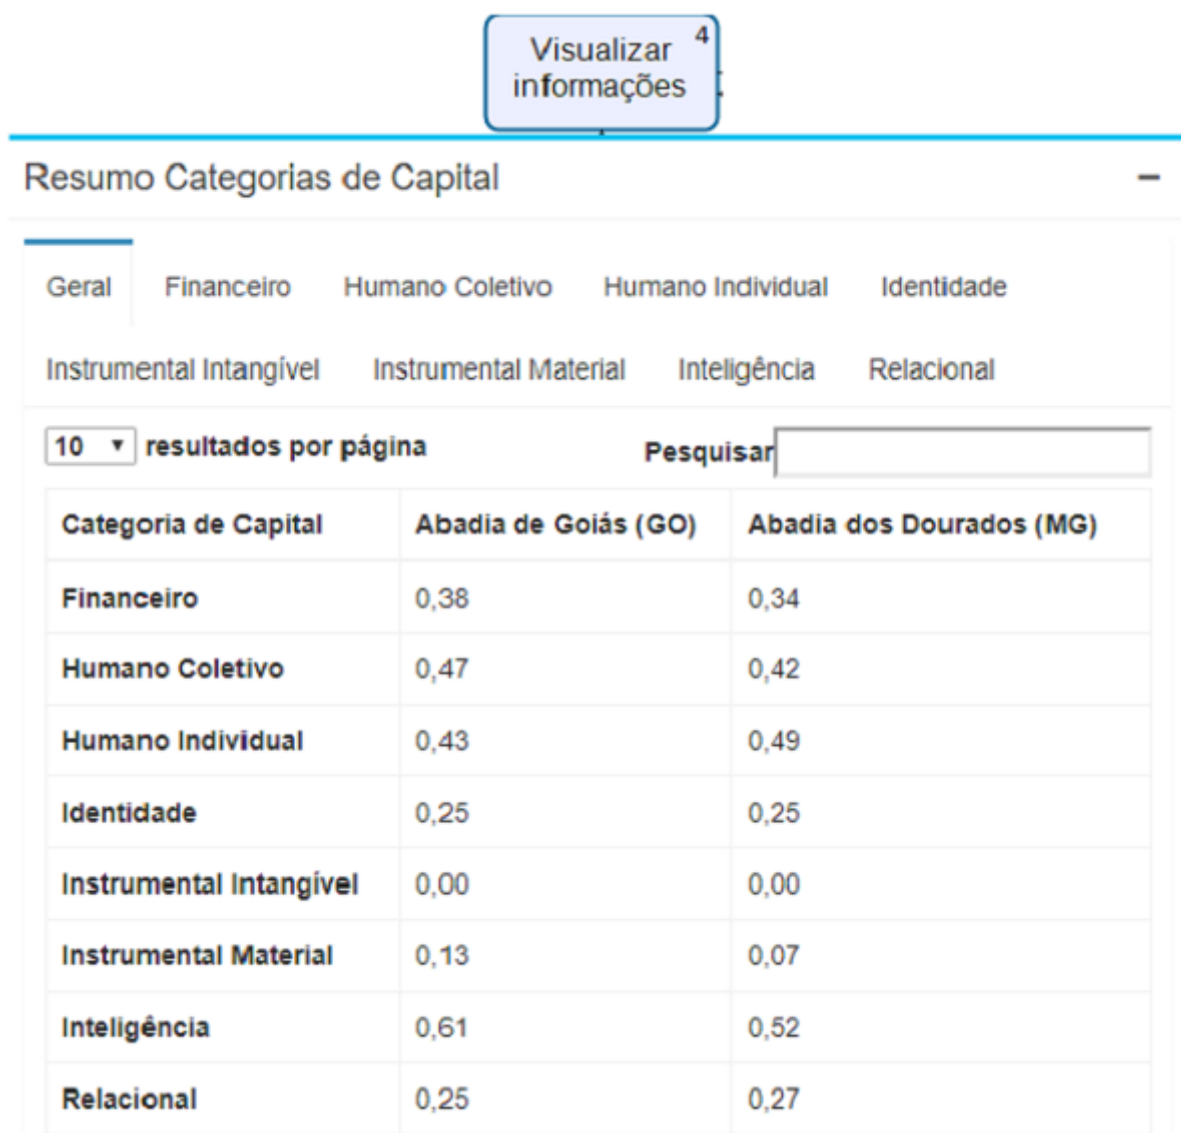 Visualizar 4
informações
Resumo Categorias de Capital
Geral Financeiro Humano Coletivo Humano Individual Identidade
Instrumental Intangível Instrumental Material Inteligência Relacional
10 resultados por página Pesquisar
Categoria de Capital Abadia de Goiás (GO) Abadia dos Dourados (MG)
Financeiro 0,38 0,34
Humano Coletivo 0,47 0,42
Humano Individual 0,43 0,49
Identidade 0,25 0,25
Instrumental Intangível 0,00 0,00
Instrumental Material 0,13 0,07
Inteligência 0,61 0,52
Relacional 0,25 0,27